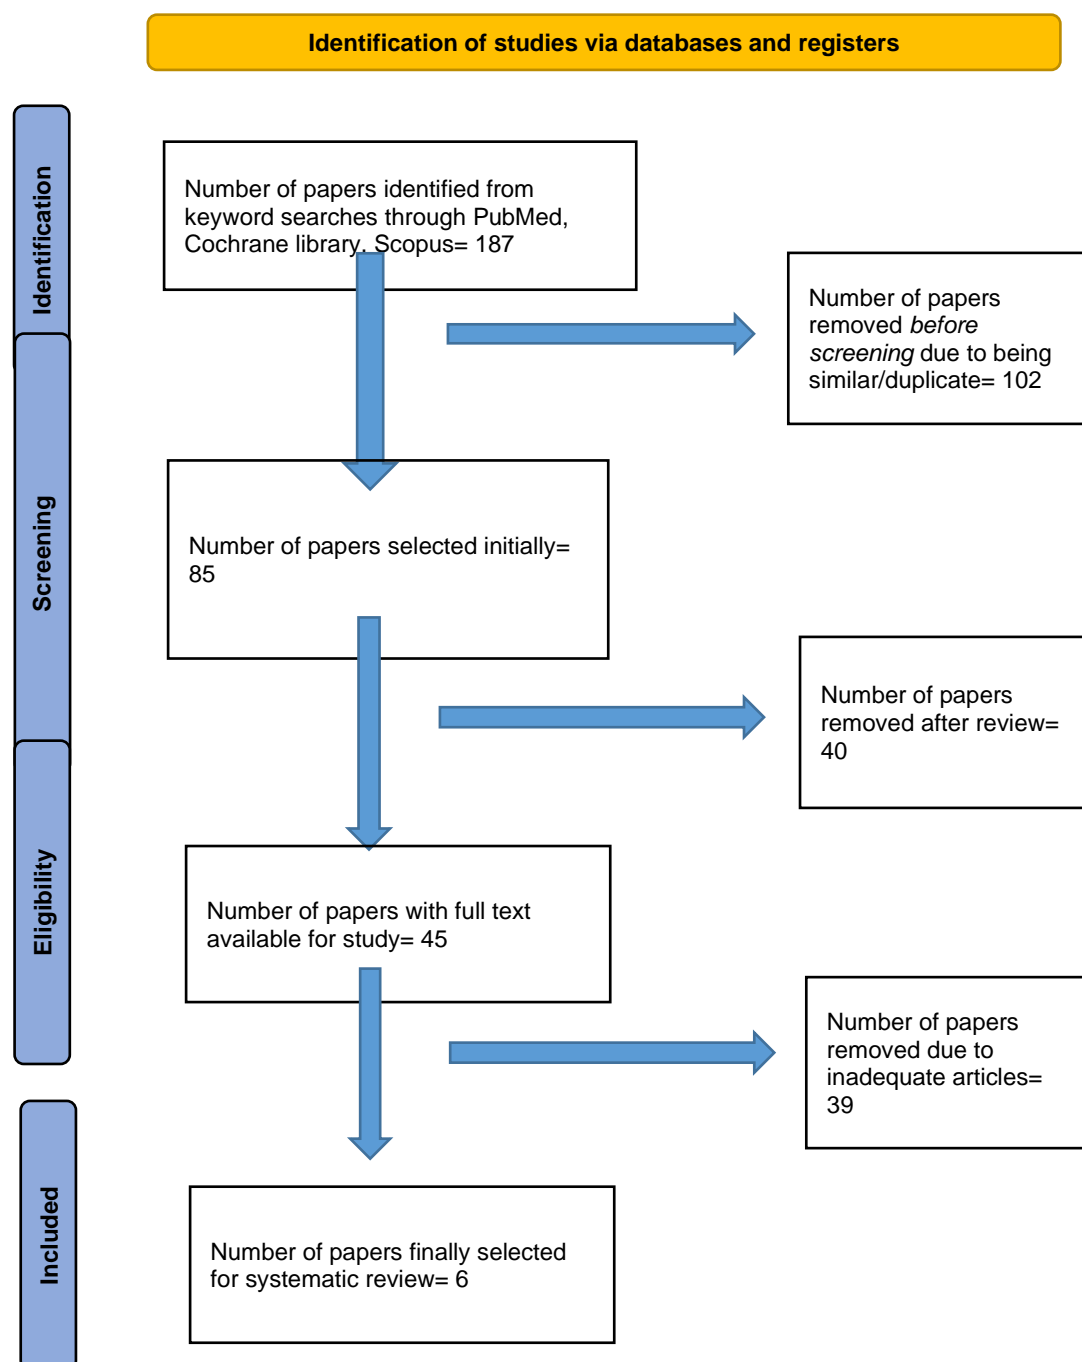 Identification of studies via databases and registers
Identification
Number of papers identified from
keyword searches through PubMed,
Cochrane library, Scopus= 187
Number of papers
removed before
screening due to being
similar/duplicate= 102
Screening
Number of papers selected initially=
85
Number of papers
removed after review=
40
Eligibility
Number of papers with full text
available for study= 45
Number of papers
removed due to
inadequate articles=
39
Included
Number of papers finally selected
for systematic review= 6